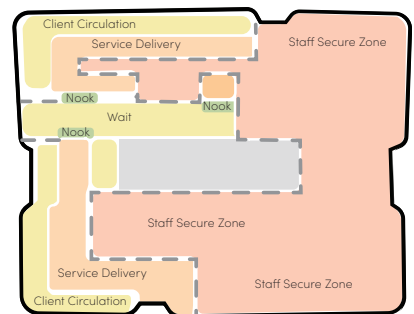 Client Circulation
Service Delivery
Staff Secure Zone
Nook
Nook
Wait
Nook
Staff Secure Zone
Service Delivery
Staff Secure Zone
Client Circulation